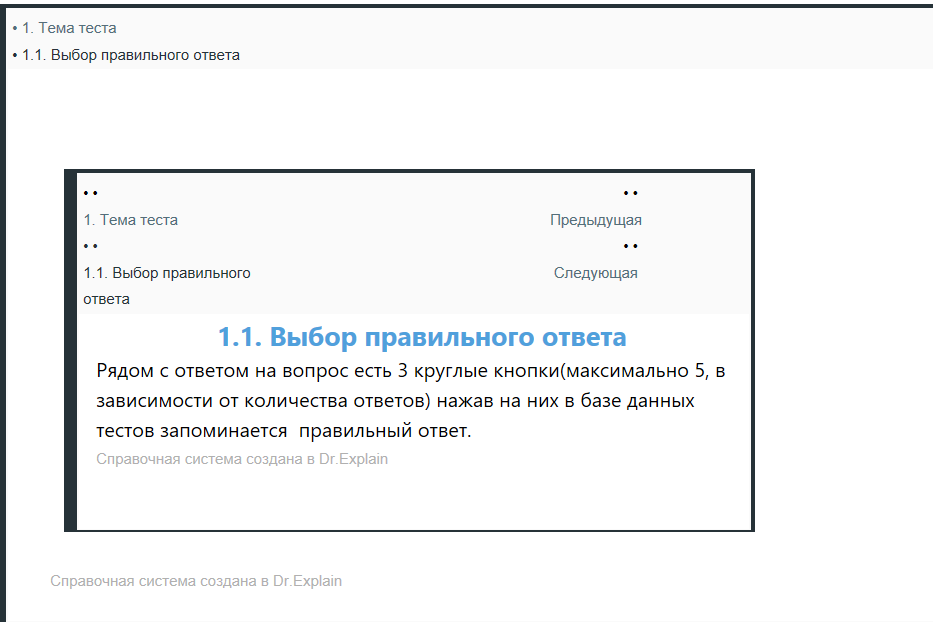 • 1. Тема теста
• 1.1. Выбор правильного ответа
• • • •
1. Тема теста Предыдущая
• • • •
1.1. Выбор правильного Следующая
ответа
1.1. Выбор правильного ответа
Рядом с ответом на вопрос есть 3 круглые кнопки(максимально 5, в
зависимости от количества ответов) нажав на них в базе данных
тестов запоминается  правильный ответ.
Справочная система создана в Dr.Explain
Справочная система создана в Dr.Explain